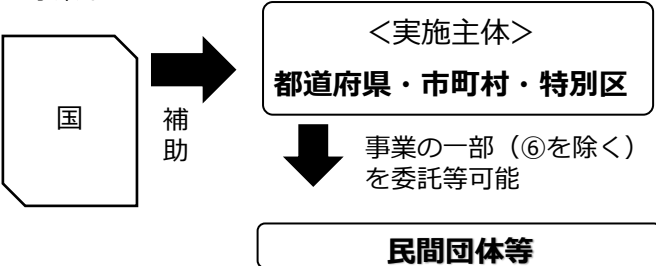 国
補
助
<実施主体>
都道府県・市町村・特別区
事業の一部（⑥を除く）
を委託等可能
民間団体等